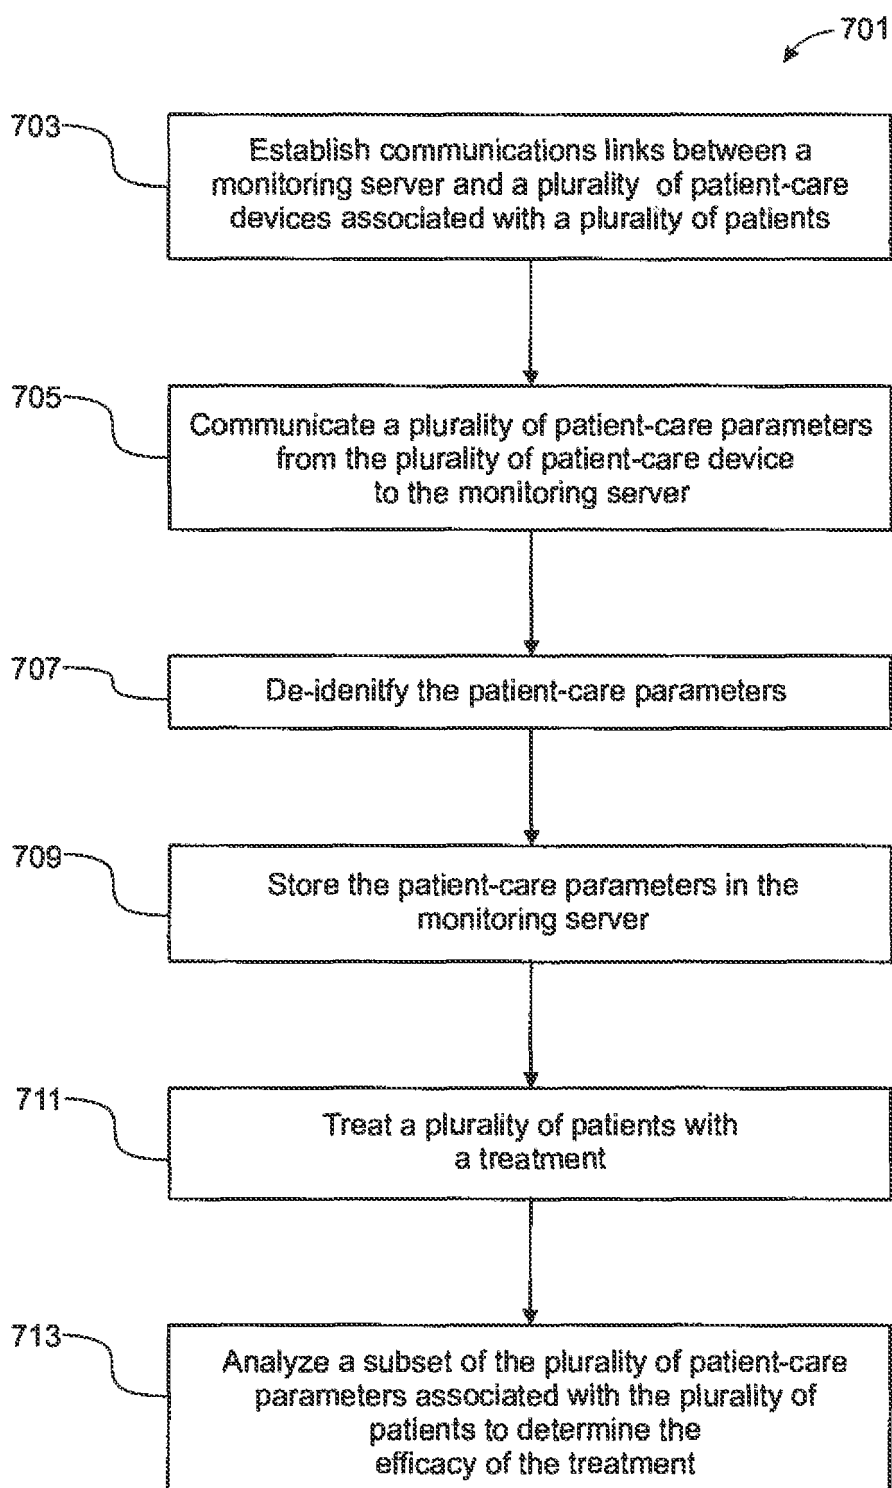 701
703
Establish communications links between a
monitoring server and a plurality of patient-care
devices associated with a plurality of patients
705
Communicate a plurality of patient-care parameters
from the plurality of patient-care device
to the monitoring server
707
De-idenitfy the patient-care parameters
709
Store the patient-care parameters in the
monitoring server
711
Treat a plurality of patients with
a treatment
713
Analyze a subset of the plurality of patient-care
parameters associated with the plurality of
patients to determine the
efficacy of the treatment